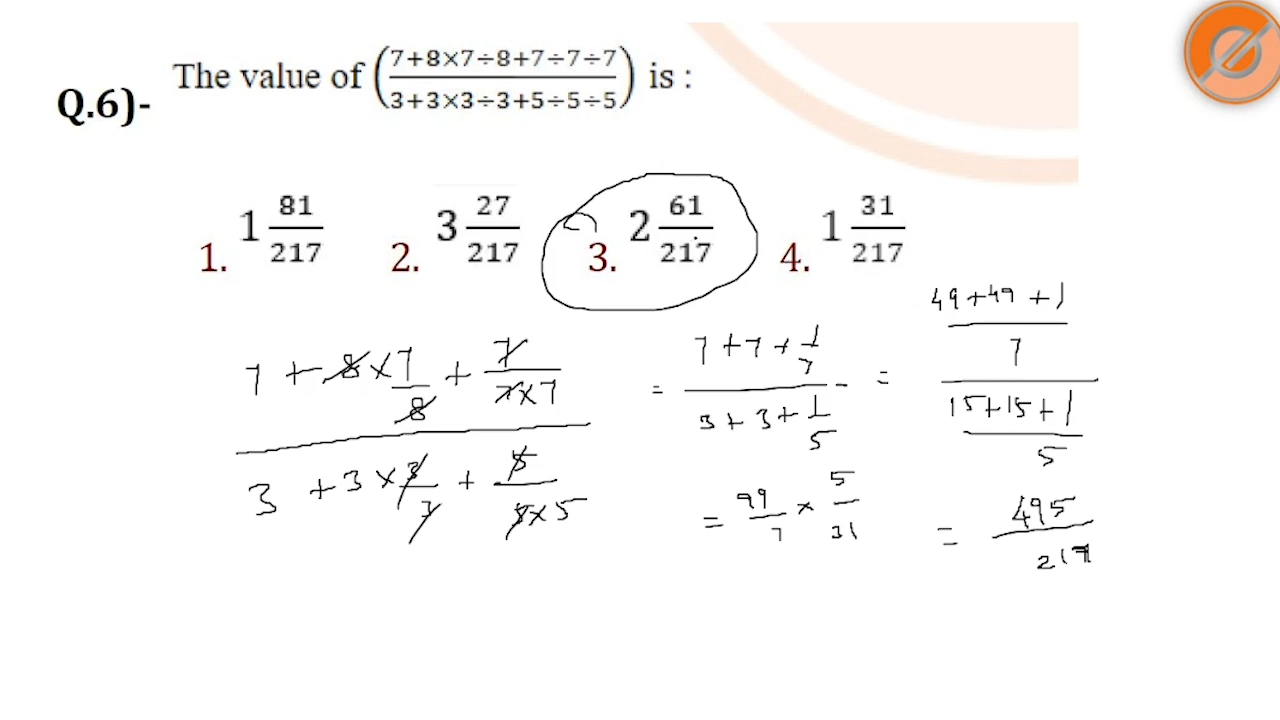 Q.6)- The value of (7+8×7÷8+7÷7÷7 / 3+3×3÷3+5÷5÷5) is :
1. 1 81/217 2. 3 27/217 3. 2 61/217 4. 1 31/217
7 + 8×7/8 + 7/7×7
3 + 3×3/3 + 5/5×5
= 7+7+1/7
3+3+1/5
= 49+49+1
7
15+15+1
5
= 99/7 × 5/31
= 495/217